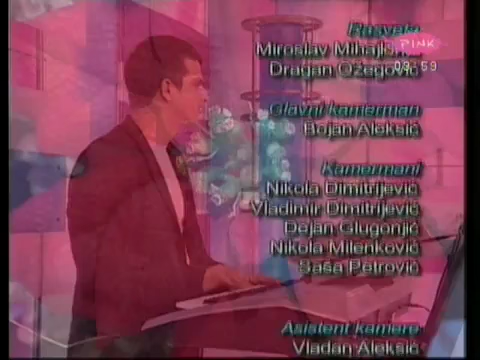 Rasveta
Miroslav Mihajlović
PINK
Dragan Ožegović
09:59
Glavni kamerman
Bojan Aleksić
Kamermani
Nikola Dimitrijević
Vladimir Dimitrijević
Dejan Glugonjić
Nikola Milenković
Saša Petrović
Asistent kamere
Vladan Aleksić